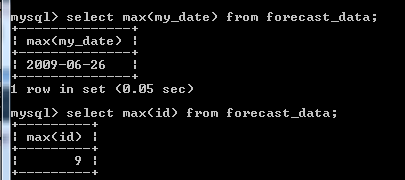 mysql> select max(my_date) from forecast_data;
+--------------+
| max(my_date) |
+--------------+
| 2009-06-26   |
+--------------+
1 row in set (0.05 sec)
mysql> select max(id) from forecast_data;
+---------+
| max(id) |
+---------+
|       9 |
+---------+